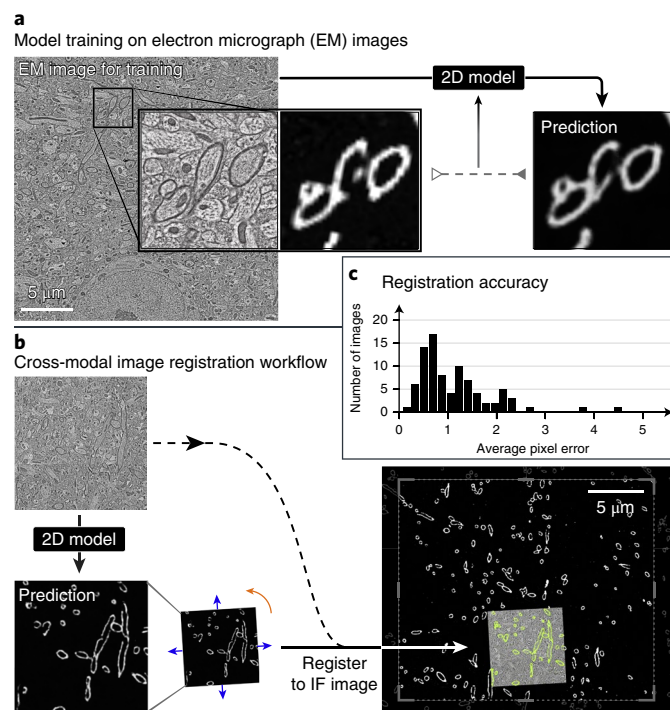 a
Model training on electron micrograph (EM) images
EM image for training
2D model
Prediction
5 μm
c
Registration accuracy
Number of images
20
15
10
5
0
0 1 2 3 4 5
Average pixel error
b
Cross-modal image registration workflow
2D model
Prediction
Register
to IF image
5 μm